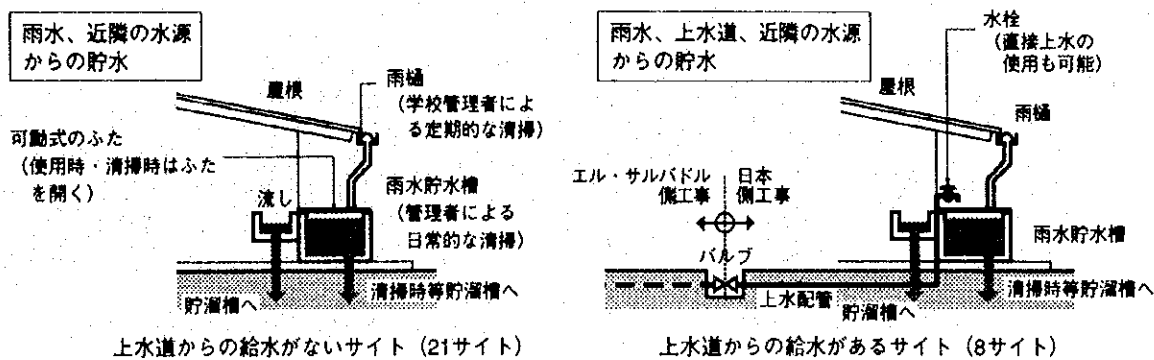 雨水、近隣の水源
からの貯水
屋根
雨樋
(学校管理者によ
る定期的な清掃)
可動式のふた
(使用時・清掃時はふた
を開く)
流し
雨水貯水槽
(管理者による
日常的な清掃)
貯溜槽へ
清掃時等貯溜槽へ
上水道からの給水がないサイト(21サイト)
雨水、上水道、近隣の水源
からの貯水
水栓
(直接上水の
使用も可能)
屋根
雨樋
エル・サルバドル
側工事
日本
側工事
バルブ
雨水貯水槽
上水配管
貯溜槽へ
清掃時等貯溜槽へ
上水道からの給水があるサイト(8サイト)